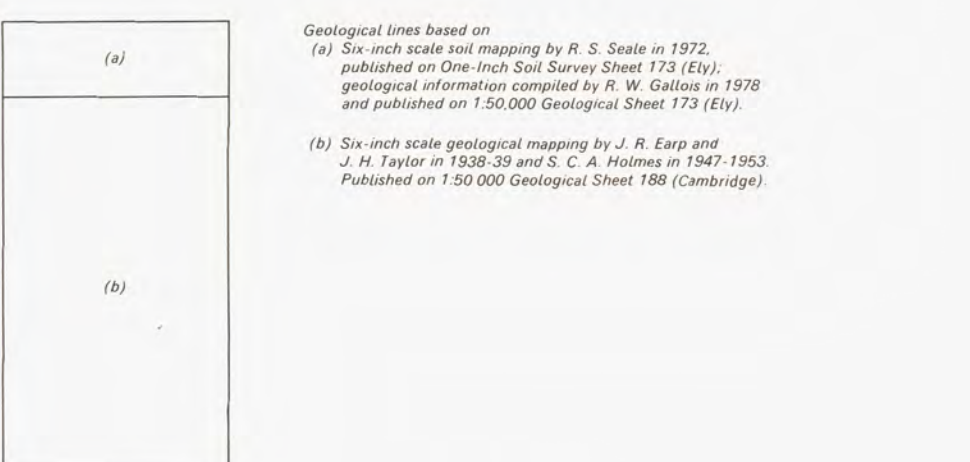 Geological lines based on
(a) Six-inch scale soil mapping by R. S. Seale in 1972,
published on One-Inch Soil Survey Sheet 173 (Ely);
geological information compiled by R. W. Gallois in 1978
and published on 1:50,000 Geological Sheet 173 (Ely).
(b) Six-inch scale geological mapping by J. R. Earp and
J. H. Taylor in 1938-39 and S. C. A. Holmes in 1947-1953.
Published on 1:50 000 Geological Sheet 188 (Cambridge).
(a)
(b)